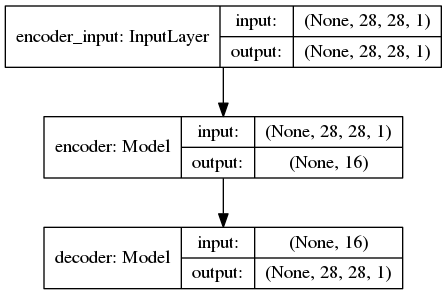 encoder_input: InputLayer
input: (None, 28, 28, 1)
output: (None, 28, 28, 1)
encoder: Model
input: (None, 28, 28, 1)
output: (None, 16)
decoder: Model
input: (None, 16)
output: (None, 28, 28, 1)